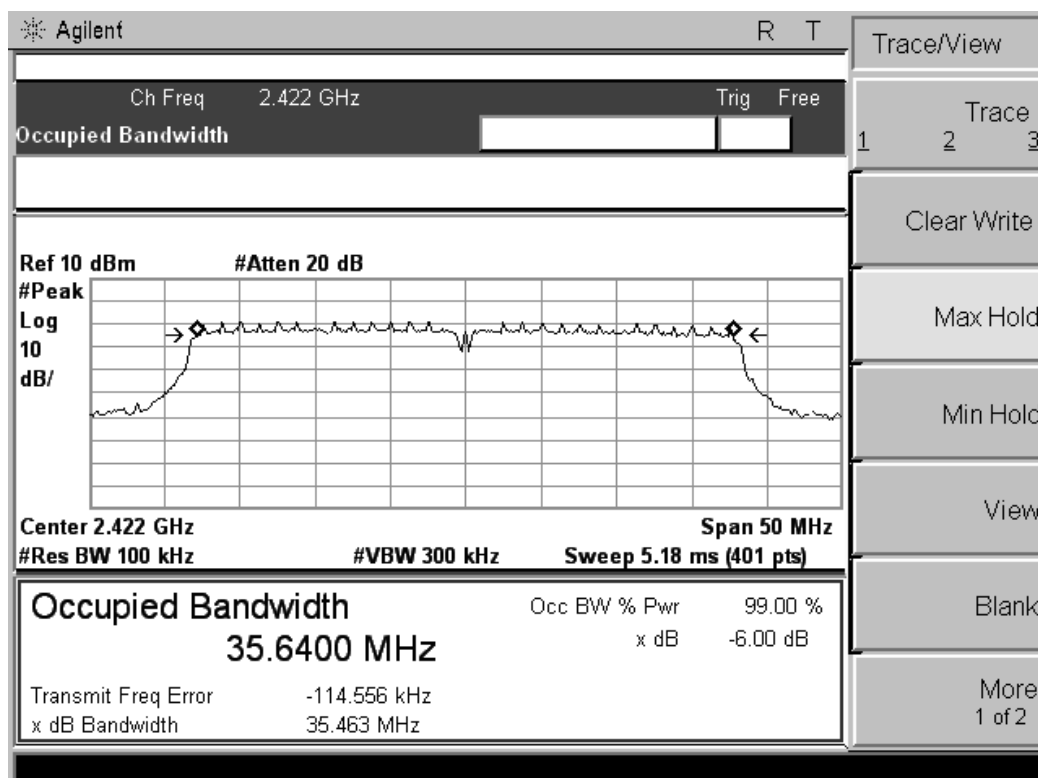 Agilent R T
Ch Freq 2.422 GHz Trig Free
Occupied Bandwidth
Ref 10 dBm #Atten 20 dB
#Peak
Log
10
dB/
Center 2.422 GHz Span 50 MHz
#Res BW 100 kHz #VBW 300 kHz Sweep 5.18 ms (401 pts)
Occupied Bandwidth Occ BW % Pwr 99.00 %
35.6400 MHz x dB -6.00 dB
Transmit Freq Error -114.556 kHz
x dB Bandwidth 35.463 MHz
Trace/View
Trace
1 2 3
Clear Write
Max Hold
Min Hold
View
Blank
More
1 of 2